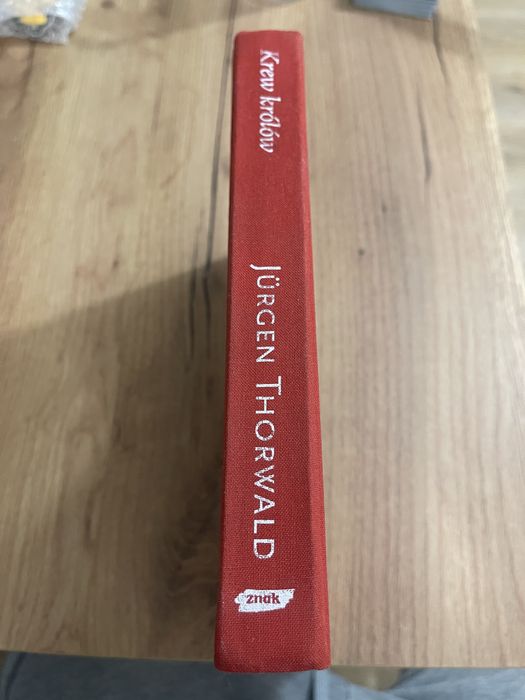 Krew królów
JÜRGEN THORWALD
znak